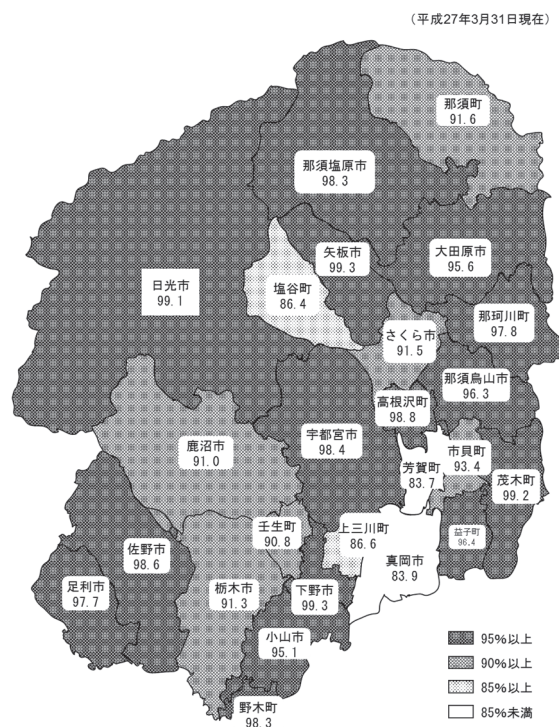 （平成27年3月31日現在）
那須町
91.6
那須塩原市
98.3
矢板市
99.3
大田原市
95.6
日光市
99.1
塩谷町
86.4
那珂川町
97.8
さくら市
91.5
那須烏山市
96.3
高根沢町
98.8
宇都宮市
98.4
鹿沼市
91.0
市貝町
93.4
芳賀町
83.7
茂木町
99.2
壬生町
90.8
上三川町
86.6
益子町
96.4
佐野市
98.6
真岡市
83.9
足利市
97.7
栃木市
91.3
下野市
99.3
小山市
95.1
野木町
98.3
95%以上
90%以上
85%以上
85%未満